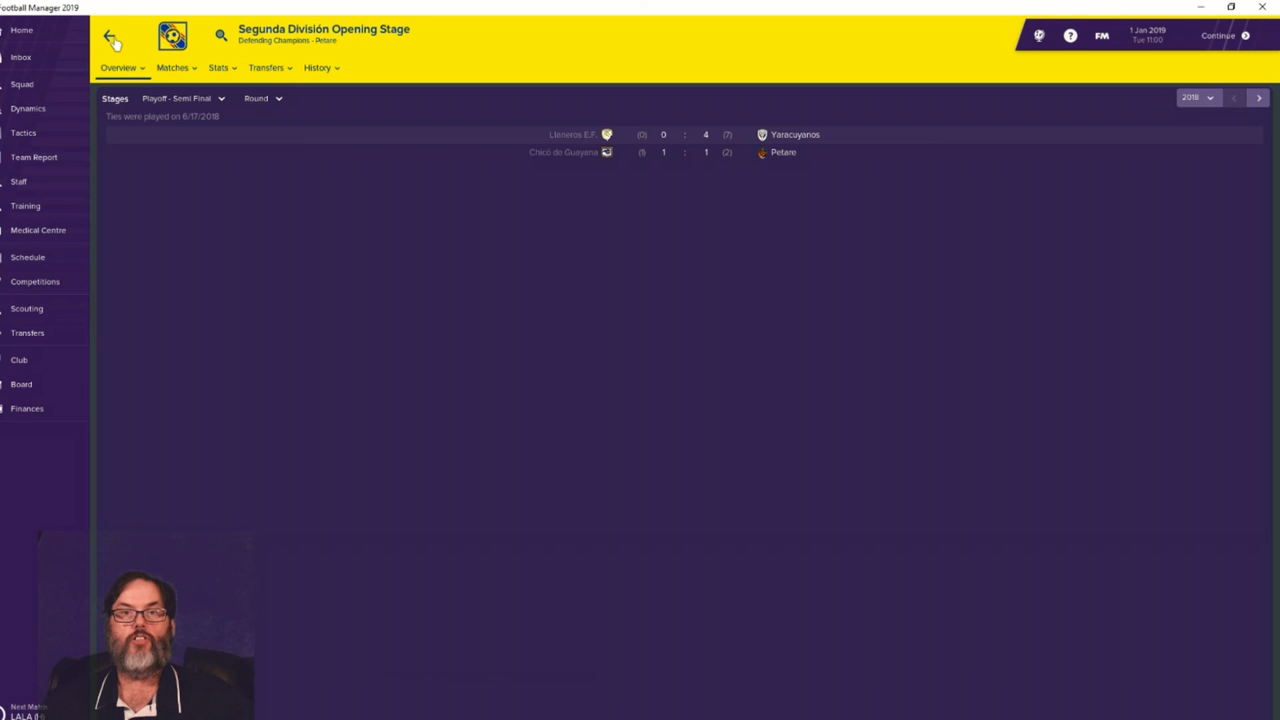 Football Manager 2019
Segunda División Opening Stage
Defending Champions - Petare
1 Jan 2019
Tue 11:00
Continue
FM
Overview Matches Stats Transfers History
Home
Inbox
Squad
Dynamics
Tactics
Team Report
Staff
Training
Medical Centre
Schedule
Competitions
Scouting
Transfers
Club
Board
Finances
Stages Playoff - Semi Final Round 2018
Ties were played on 6/17/2018
Llaneros E.F. (0) 0 : 4 (7) Yaracuyanos
Chicó de Guayana (1) 1 : 1 (2) Petare
Next Mat
LALA (H